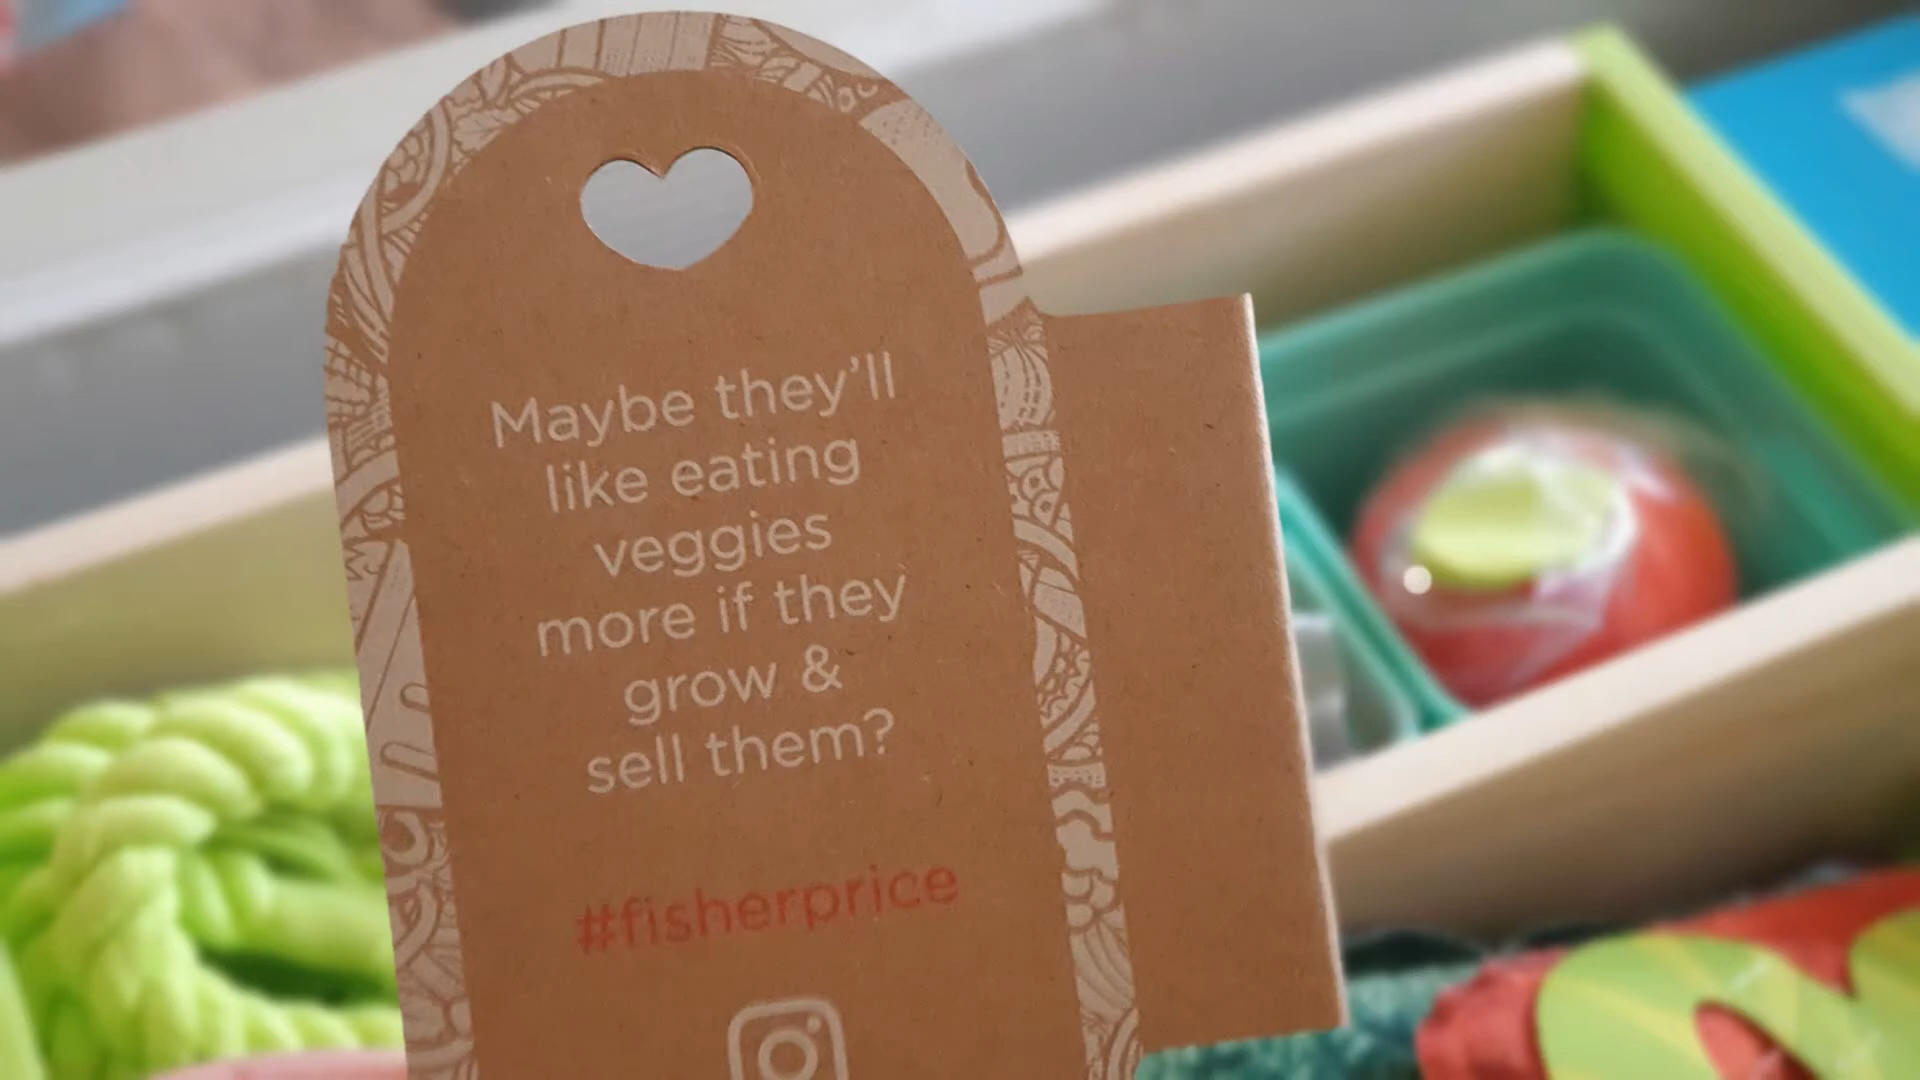 Maybe they'll
like eating
veggies
more if they
grow &
sell them?
#fisherprice